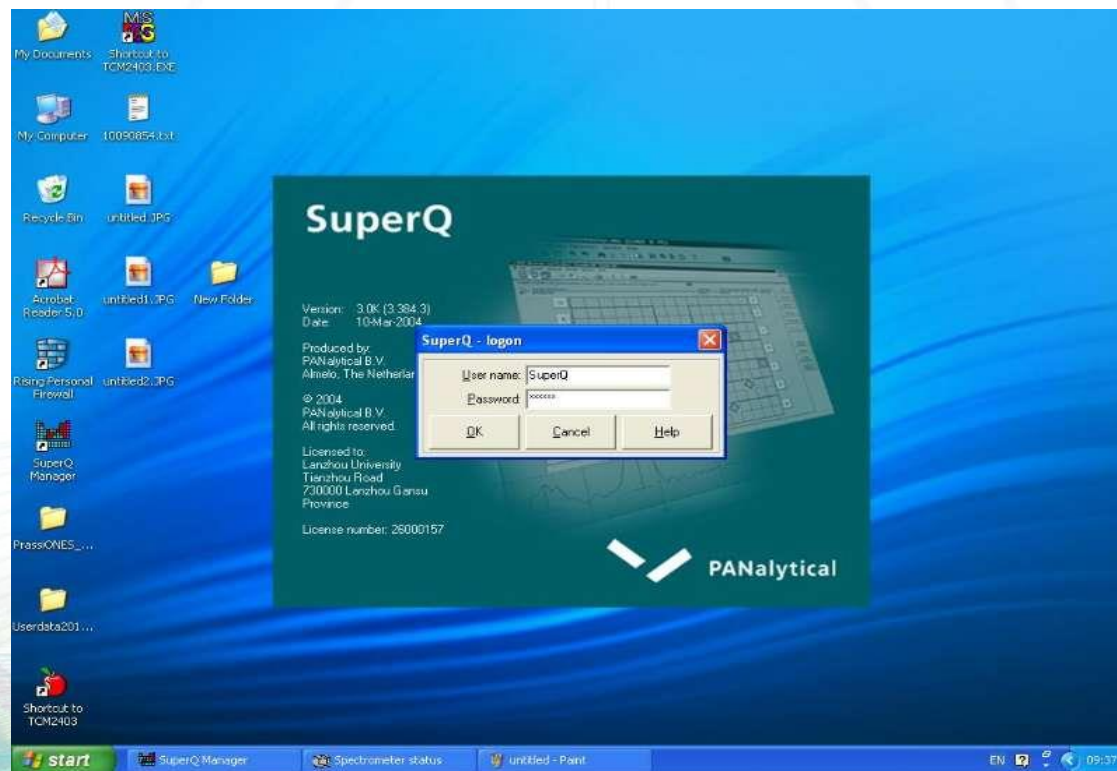 My Documents
Shortcut to
TCM2403.EXE
My Computer
10090854.txt
Recycle Bin
untitled.JPG
Acrobat
Reader 5.0
untitled1.JPG
New Folder
Rising Personal
Firewall
untitled2.JPG
SuperQ
Manager
PrassiONES_...
Userdata201...
Shortcut to
TCM2403
SuperQ
Version: 3.0K (3.384.3)
Date: 10-Mar-2004
Produced by:
PANalytical B.V.
Almelo, The Netherlan
© 2004
PANalytical B.V.
All rights reserved.
Licensed to:
Lanzhou University
Tianzhou Road
730000 Lanzhou Gansu
Province
License number: 26000157
SuperQ - logon
User name: SuperQ
Password: ××××××
OK Cancel Help
PANalytical
start SuperQ Manager Spectrometer status untitled - Paint EN 09:37